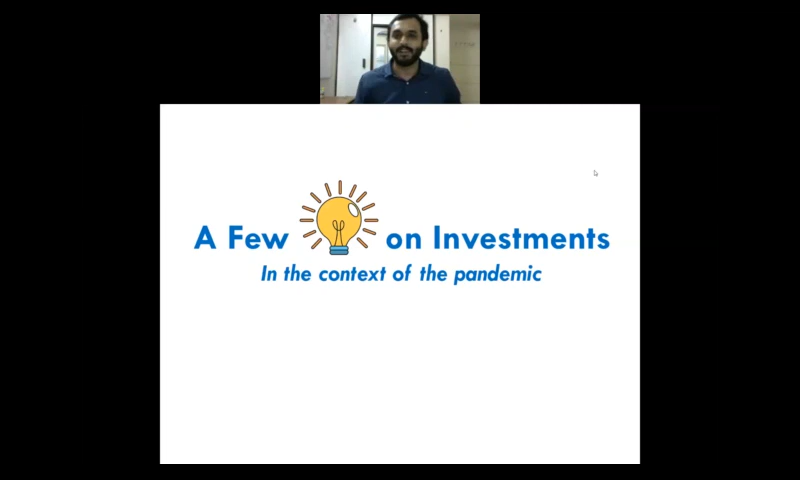 A Few on Investments
In the context of the pandemic